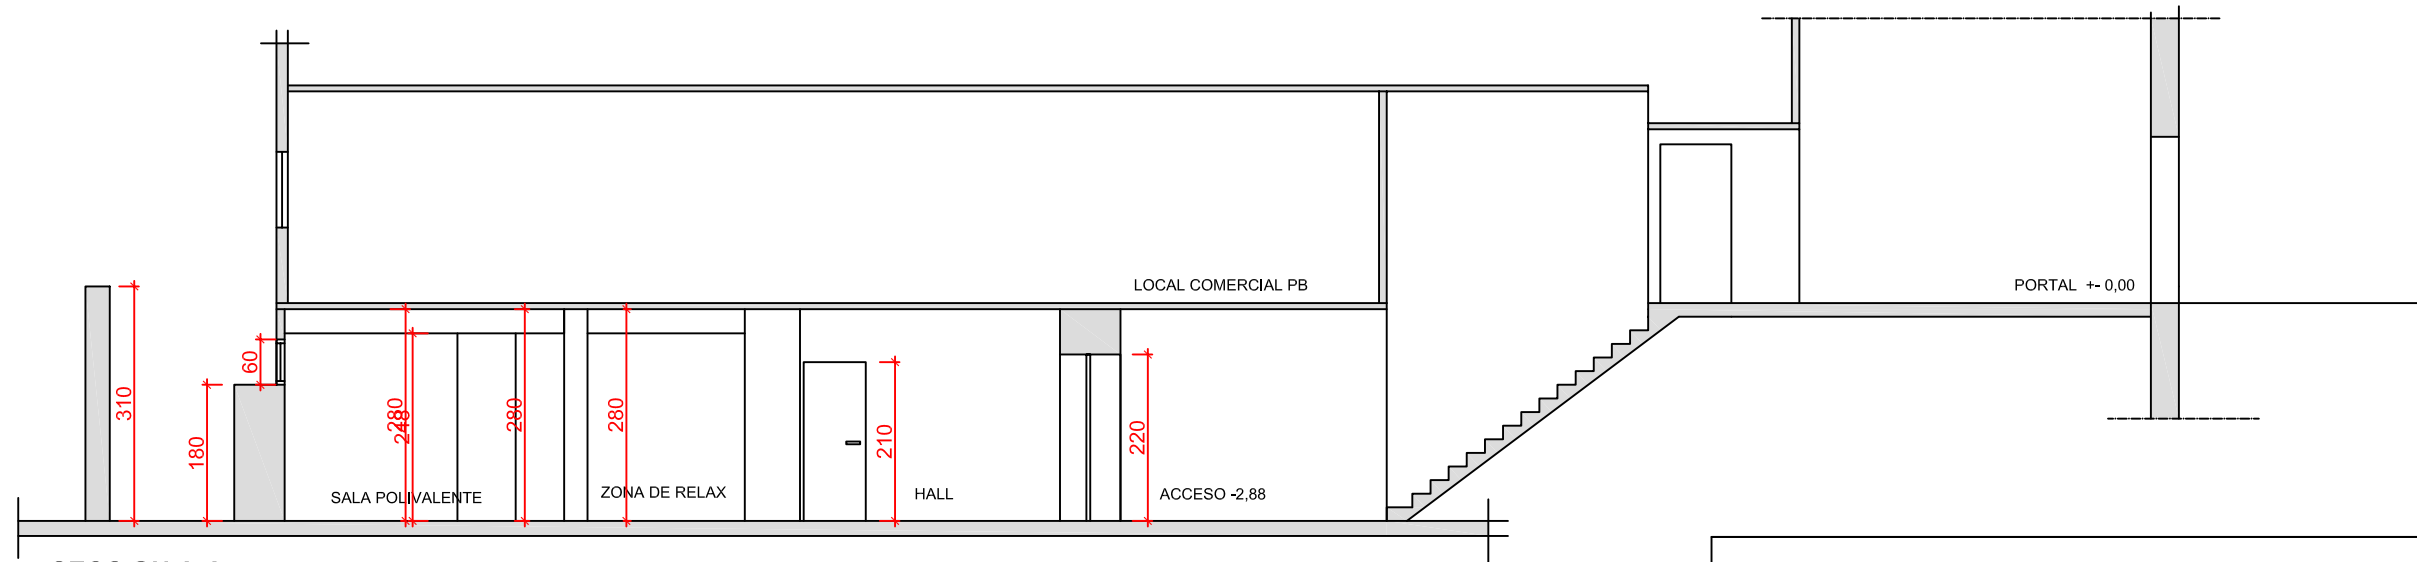 LOCAL COMERCIAL PB
PORTAL +- 0,00
310
60
180
280
248
280
280
210
220
SALA POLIVALENTE
ZONA DE RELAX
HALL
ACCESO -2,88